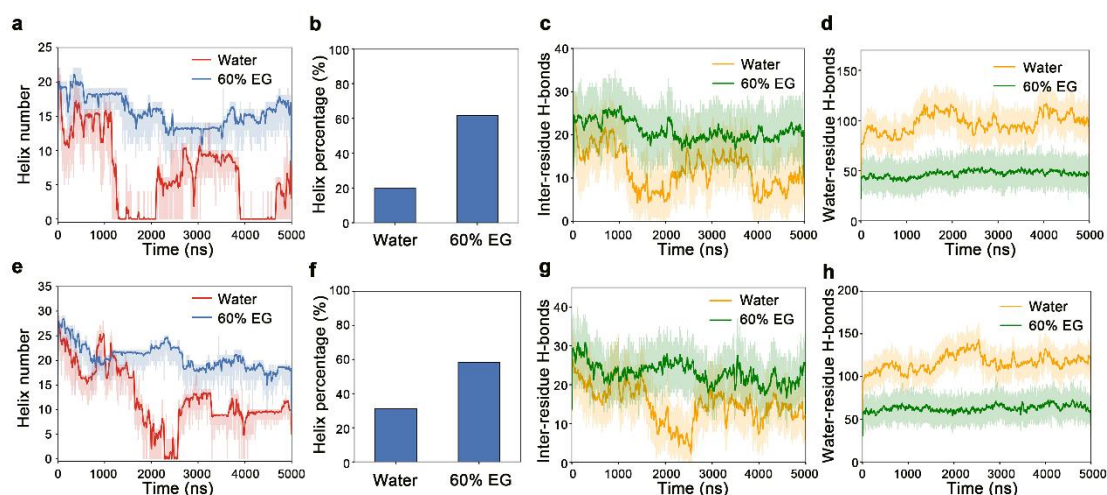 a
Helix number
25
20
15
10
5
0
Water
60% EG
0 1000 2000 3000 4000 5000
Time (ns)
b
Helix percentage (%)
100
80
60
40
20
0
Water 60% EG
c
Inter-residue H-bonds
40
30
20
10
0
Water
60% EG
0 1000 2000 3000 4000 5000
Time (ns)
d
Water-residue H-bonds
150
100
50
0
Water
60% EG
0 1000 2000 3000 4000 5000
Time (ns)
e
Helix number
35
30
25
20
15
10
5
0
Water
60% EG
0 1000 2000 3000 4000 5000
Time (ns)
f
Helix percentage (%)
100
80
60
40
20
0
Water 60% EG
g
Inter-residue H-bonds
40
30
20
10
0
Water
60% EG
0 1000 2000 3000 4000 5000
Time (ns)
h
Water-residue H-bonds
200
150
100
50
0
Water
60% EG
0 1000 2000 3000 4000 5000
Time (ns)